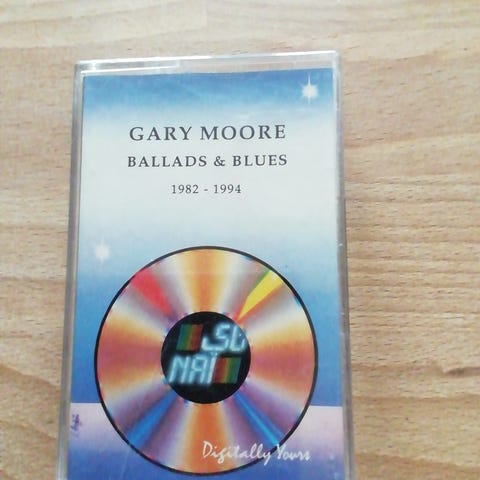 GARY MOORE
BALLADS & BLUES
1982 - 1994
Digitally Yours